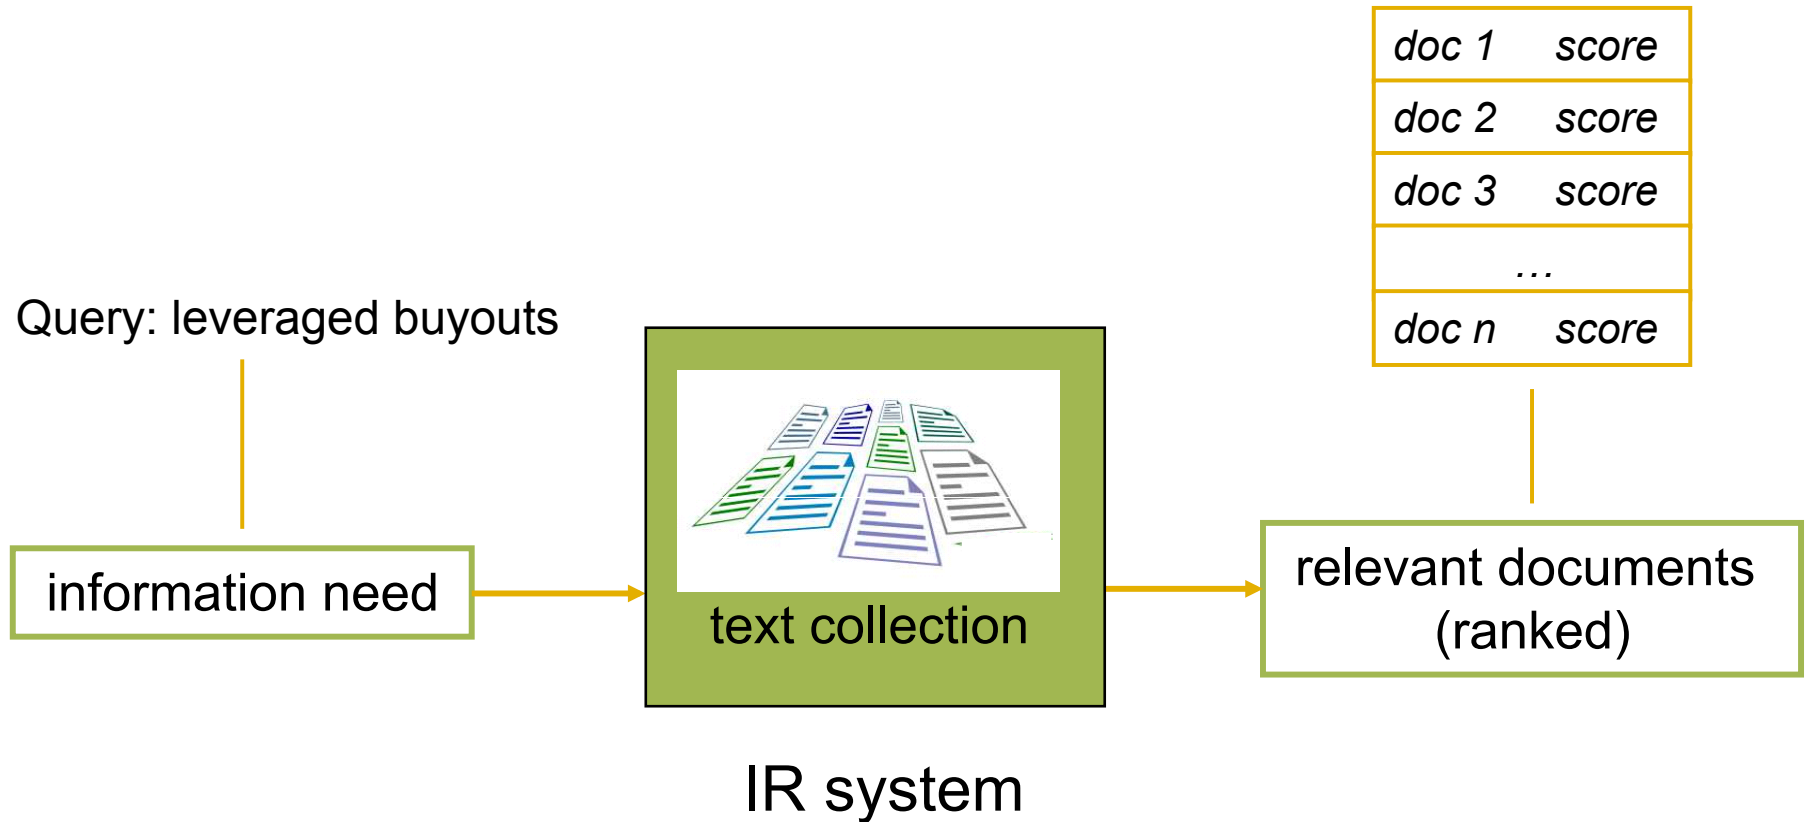 Query: leveraged buyouts
information need
text collection
IR system
doc 1 score
doc 2 score
doc 3 score
...
doc n score
relevant documents
(ranked)